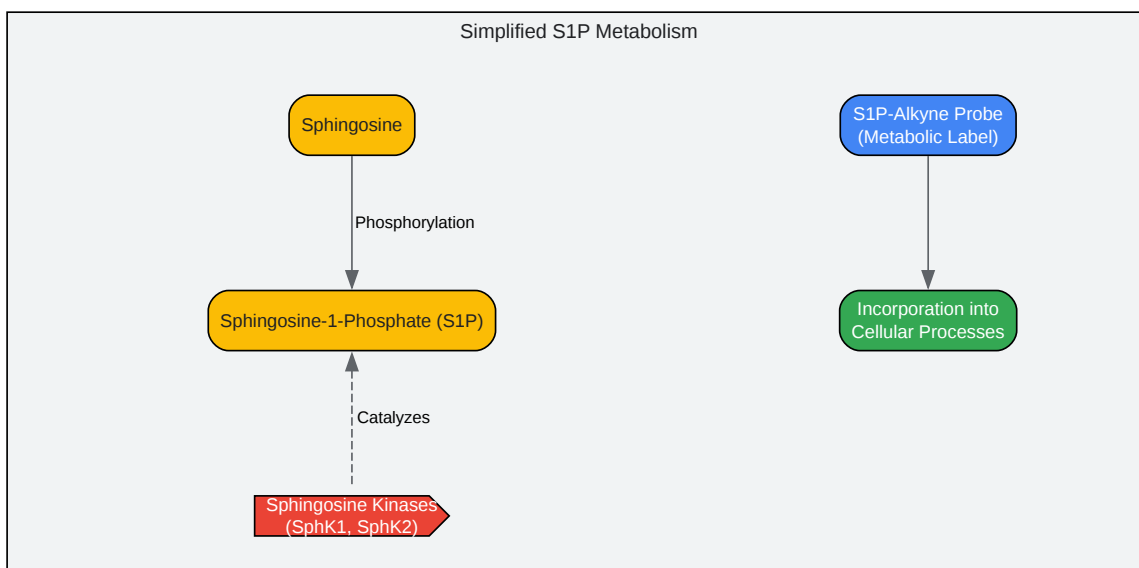 Simplified S1P Metabolism
Sphingosine
S1P-Alkyne Probe
(Metabolic Label)
Phosphorylation
Sphingosine-1-Phosphate (S1P)
Incorporation into
Cellular Processes
Catalyzes
Sphingosine Kinases
(SphK1, SphK2)